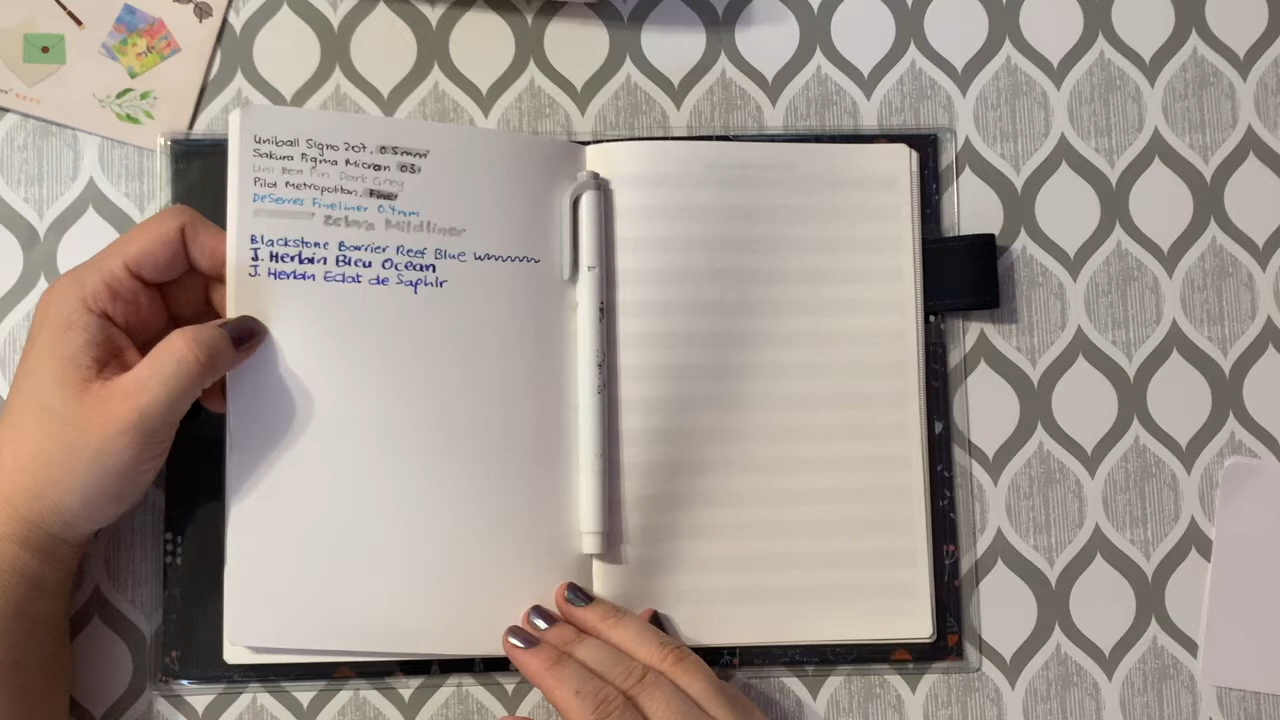 Uniball Signo 207, 0.5mm
Sakura Pigma Micron 03
Uni Pin Dark Grey
Pilot Metropolitan, Fine
DeSerres Fineliner 0.4mm
Zebra Mildliner
Blackstone Barrier Reef Blue
J. Herbin Bleu Ocean
J. Herbin Eclat de Saphir